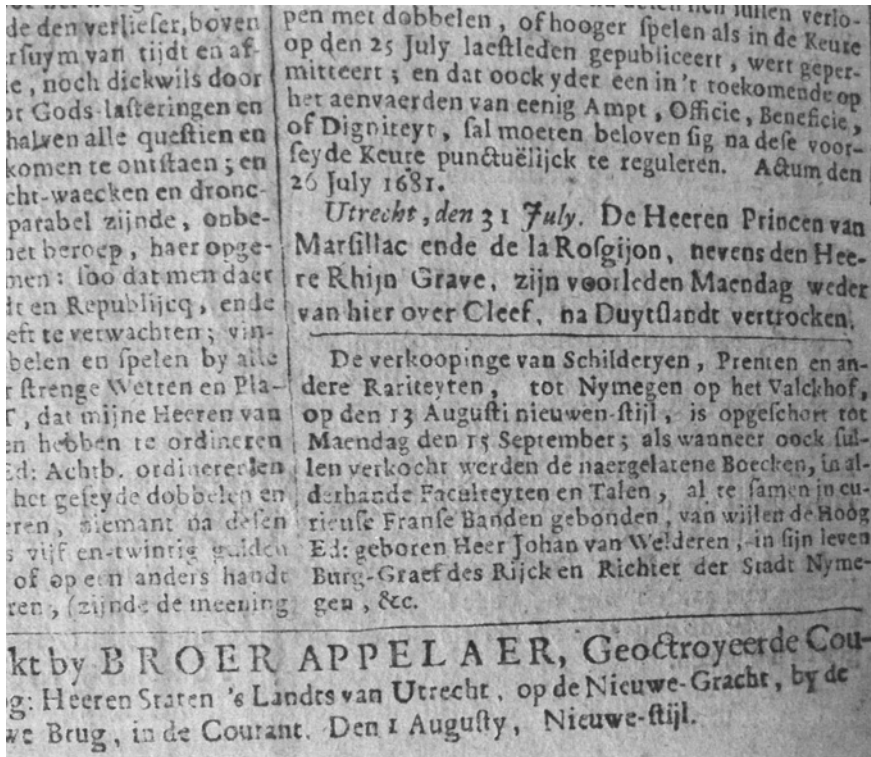 de den verlieser, boven
rsuym van tijdt en af-
e, noch dickwils door
ot Gods-lasteringen en
halven alle questien en
komen te ontstaen; en
cht-waecken en dronc-
parabel zijnde, onbe-
net beroep, haer opge-
men: soo dat men daer
dt en Republijcq, ende
eft te verwachten; vin-
belen en spelen by alle
r strenge Wetten en Pla-
T, dat mijne Heeren van
en hebben te ordineren
Ed: Achtb. ordinererlen
het geseyde dobbelen en
eren, niemant na desen
s vijf en-twintig gulden
of op een anders handt
ren, (zijnde de meening
pen met dobbelen, of hooger spelen als in de Keure
op den 25 July laestleden gepubliceert, wert geper-
mitteert; en dat oock yder een in't toekomende op
het aenvaerden van eenig Ampt, Officie, Beneficie,
of Digniteyt, sal moeten beloven sig na dese voor-
seyde Keure punctuëlijck te reguleren. Actum den
26 July 1681.
Utrecht, den 31 July. De Heeren Princen van
Marsillac ende de la Rosgijon, nevens den Hee-
re Rhijn Grave, zijn voorleden Maendag weder
van hier over Cleef, na Duytslandt vertrocken.
De verkoopinge van Schilderyen, Prenten en an-
dere Rariteyten, tot Nymegen op het Valckhof,
op den 13 Augusti nieuwen-stijl, is opgeschort tot
Maendag den 15 September; als wanneer oock sul-
len verkocht werden de naergelatene Boecken, in al-
derhande Faculteyten en Talen, al te samen in cu-
rieuse Franse Banden gebonden, van wijlen de Hoog
Ed: geboren Heer Johan van Welderen, in sijn leven
Burg-Graef des Rijck en Richter der Stadt Nyme-
gen, &c.
kt by BROER APPELAER, Geoctroyeerde Cou-
g: Heeren Staten 's Landts van Utrecht, op de Nieuwe-Gracht, by de
we Brug, in de Courant. Den 1 Augusty, Nieuwe-stijl.